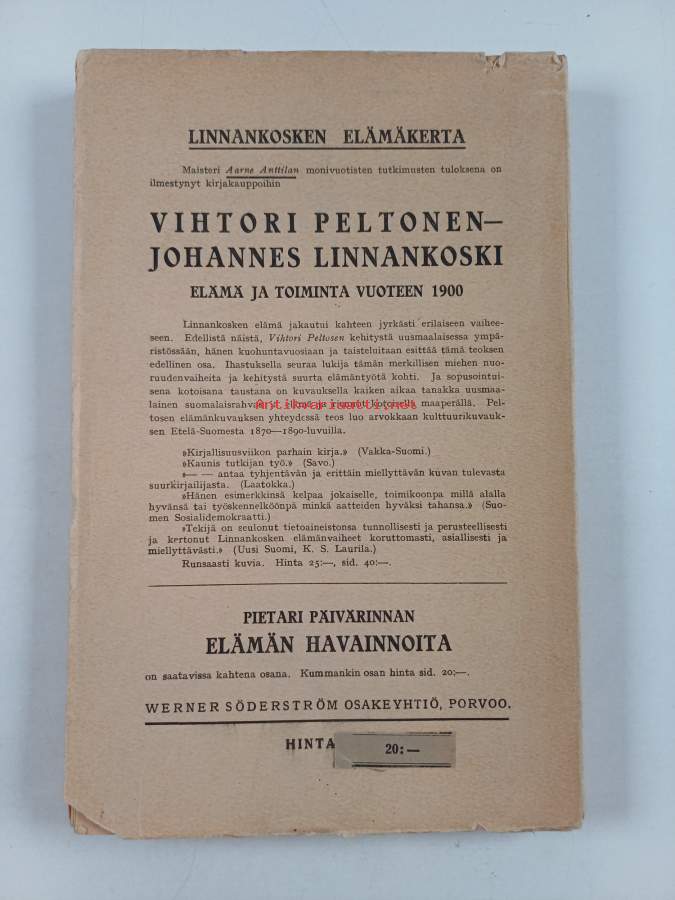 LINNANKOSKEN ELÄMÄKERTA
Maisteri Aarne Anttilan monivuotisten tutkimusten tuloksena on
ilmestynyt kirjakauppoihin
VIHTORI PELTONEN—
JOHANNES LINNANKOSKI
ELÄMÄ JA TOIMINTA VUOTEEN 1900
Linnankosken elämä jakautui kahteen jyrkästi erilaiseen vaihee-
seen. Edellistä näistä, Vihtori Peltosen kehitystä uusmaalaisessa ympä-
ristössään, hänen kuohuntavuosiaan ja taisteluitaan esittää tämä teoksen
edellinen osa. Ihastuksella seuraa lukija tämän merkillisen miehen nuo-
ruudenvaiheita ja kehitystä suurta elämäntyötä kohti. Ja sopusointui-
sena kotoisana taustana on kuvauksella kaiken aikaa tanakka uusmaa-
lainen suomalaisrahvas, elämä ja kotoisella maaperällä. Pel-
tosen elämänkuvauksen yhteydessä teos luo arvokkaan kulttuurikuvauk-
sen Etelä-Suomesta 1870—1890-luvuilla.
Antikvariaatti.net
»Kirjallisuusviikon parhain kirja.» (Vakka-Suomi.)
»Kaunis tutkijan työ.» (Savo.)
»— — antaa tyhjentävän ja erittäin miellyttävän kuvan tulevasta
suurkirjailijasta. (Laatokka.)
»Hänen esimerkkinsä kelpaa jokaiselle, toimikoonpa millä alalla
hyvänsä tai työskennelköönpä minkä aatteiden hyväksi tahansa.» (Suo-
men Sosialidemokraatti.)
»Tekijä on seulonut tietoaineistonsa tunnollisesti ja perusteellisesti
ja kertonut Linnankosken elämänvaiheet koruttomasti, asiallisesti ja
miellyttävästi.» (Uusi Suomi, K. S. Laurila.)
Runsaasti kuvia. Hinta 25:—, sid. 40:—.
PIETARI PÄIVÄRINNAN
ELÄMÄN HAVAINNOITA
on saatavissa kahtena osana. Kummankin osan hinta sid. 20:—.
WERNER SÖDERSTRÖM OSAKEYHTIÖ, PORVOO.
HINTA 20:—